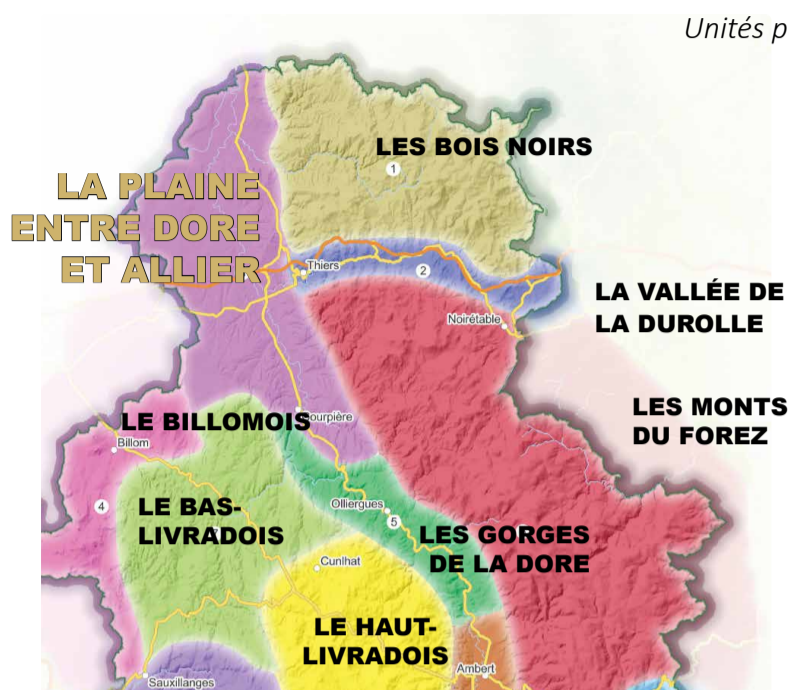 Unités p
LES BOIS NOIRS
1
LA PLAINE
ENTRE DORE
ET ALLIER
Thiers
2
LA VALLÉE DE
LA DUROLLE
Noirétable
LES MONTS
DU FOREZ
LE BILLOMOIS
ourpière
Billom
4
LE BAS-
LIVRADOIS
Olliergues
5
LES GORGES
DE LA DORE
Cunlhat
LE HAUT-
LIVRADOIS
Ambert
Sauxillanges